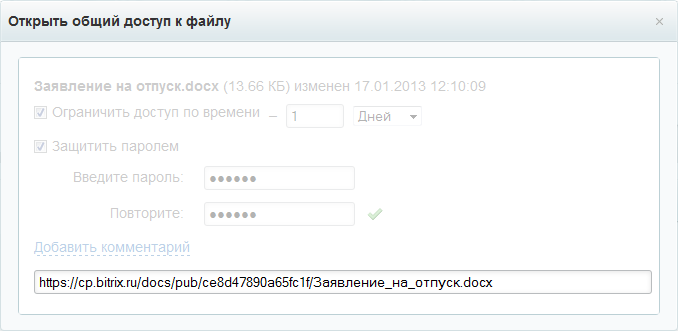 Открыть общий доступ к файлу ×
Заявление на отпуск.docx (13.66 КБ) изменен 17.01.2013 12:10:09
Ограничить доступ по времени – 1 Дней
Защитить паролем
Введите пароль: ••••••
Повторите: ••••••
Добавить комментарий
https://cp.bitrix.ru/docs/pub/ce8d47890a65fc1f/Заявление_на_отпуск.docx